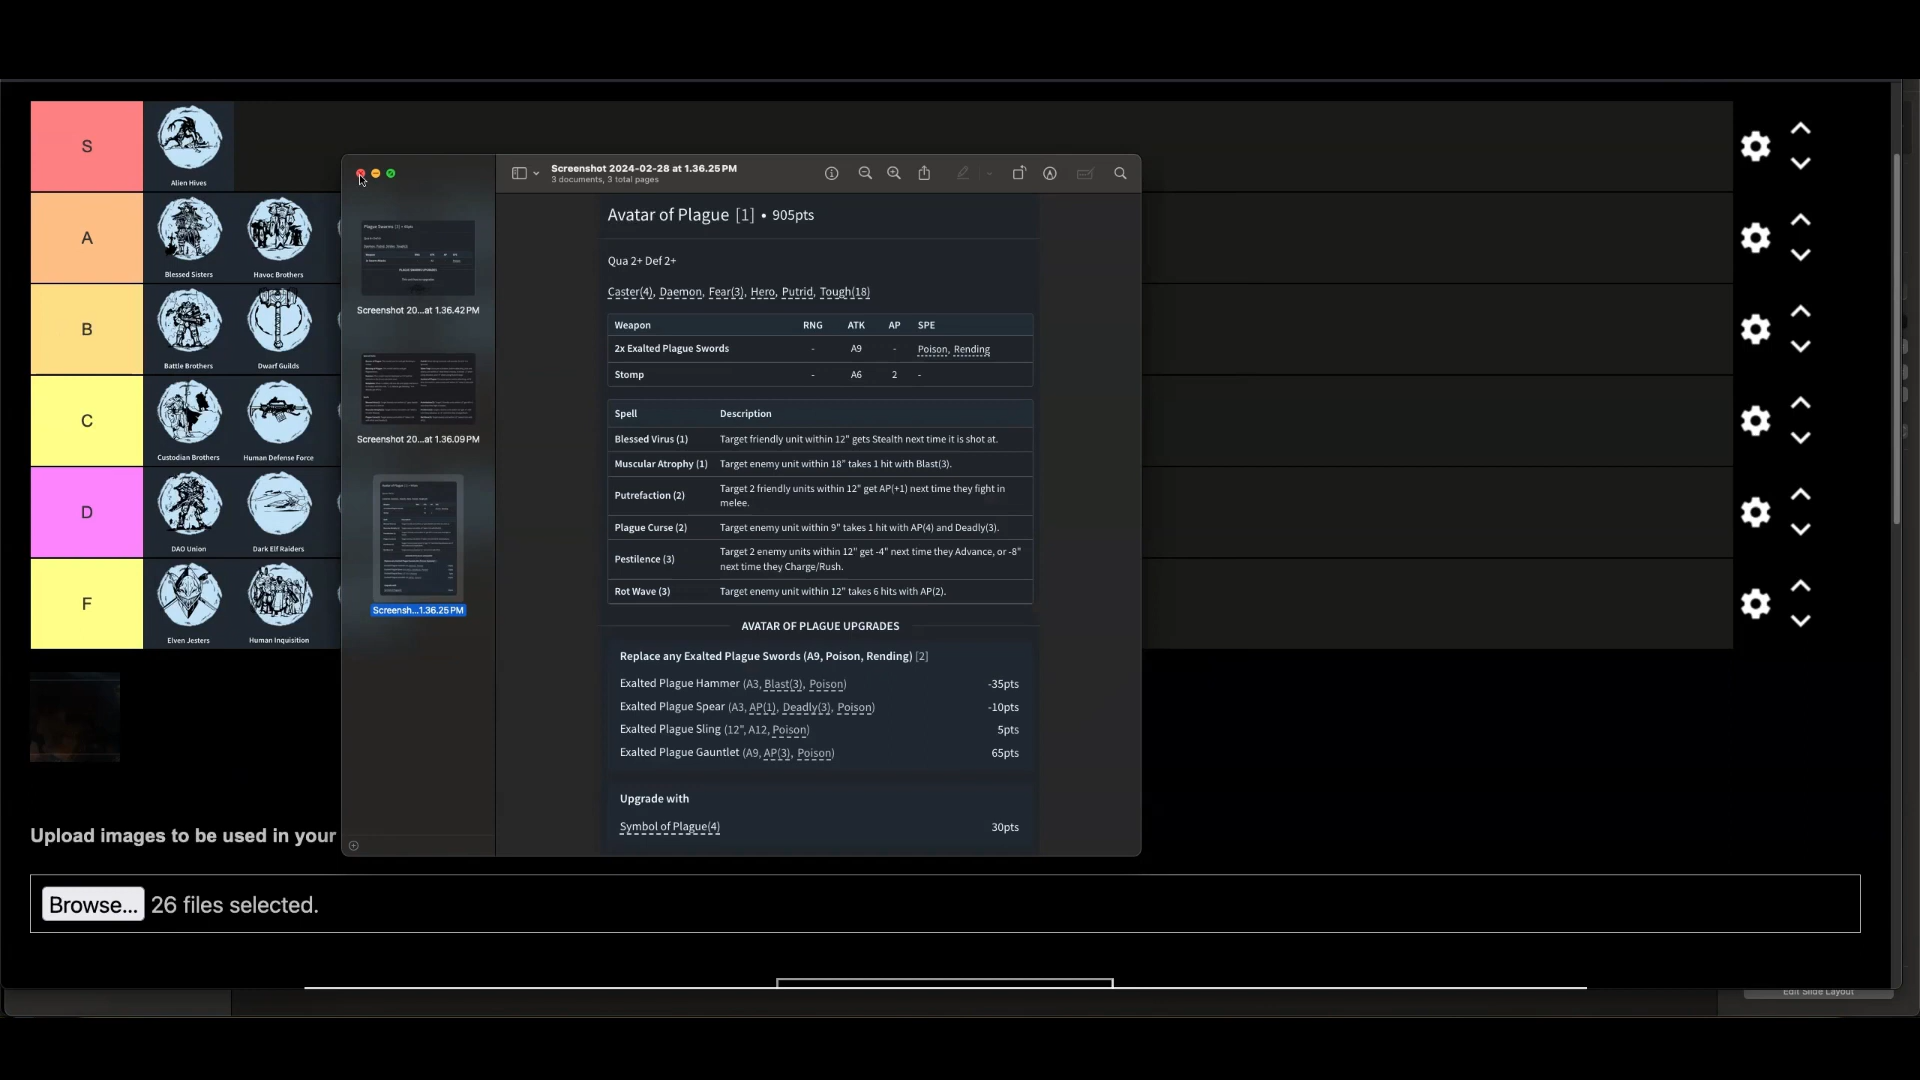 S
Alien Hives
A
Blessed Sisters
Havoc Brothers
B
Battle Brothers
Dwarf Guilds
C
Custodian Brothers
Human Defense Force
D
DAO Union
Dark Elf Raiders
F
Elven Jesters
Human Inquisition
Upload images to be used in your
Browse... 26 files selected.
Screenshot 2024-02-28 at 1.36.25 PM
3 documents, 3 total pages
Screenshot 20...at 1.36.42 PM
Screenshot 20...at 1.36.09 PM
Screensh...1.36.25 PM
Avatar of Plague [1] • 905pts
Qua 2+ Def 2+
Caster(4), Daemon, Fear(3), Hero, Putrid, Tough(18)
Weapon RNG ATK AP SPE
2x Exalted Plague Swords - A9 - Poison, Rending
Stomp - A6 2 -
Spell Description
Blessed Virus (1) Target friendly unit within 12" gets Stealth next time it is shot at.
Muscular Atrophy (1) Target enemy unit within 18" takes 1 hit with Blast(3).
Putrefaction (2) Target 2 friendly units within 12" get AP(+1) next time they fight in
melee.
Plague Curse (2) Target enemy unit within 9" takes 1 hit with AP(4) and Deadly(3).
Pestilence (3) Target 2 enemy units within 12" get -4" next time they Advance, or -8"
next time they Charge/Rush.
Rot Wave (3) Target enemy unit within 12" takes 6 hits with AP(2).
AVATAR OF PLAGUE UPGRADES
Replace any Exalted Plague Swords (A9, Poison, Rending) [2]
Exalted Plague Hammer (A3, Blast(3), Poison) -35pts
Exalted Plague Spear (A3, AP(1), Deadly(3), Poison) -10pts
Exalted Plague Sling (12", A12, Poison) 5pts
Exalted Plague Gauntlet (A9, AP(3), Poison) 65pts
Upgrade with
Symbol of Plague(4) 30pts
Edit Slide Layout